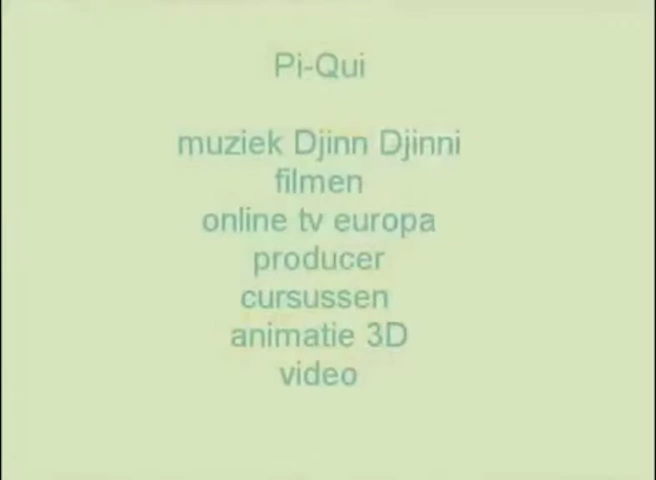 Pi-Qui
muziek Djinn Djinni
filmen
online tv europa
producer
cursussen
animatie 3D
video